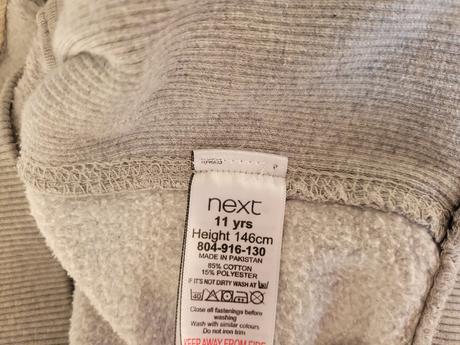 next
11 yrs
Height 146cm
804-916-130
MADE IN PAKISTAN
85% COTTON
15% POLYESTER
IF IT'S NOT DIRTY WASH AT 30
40
Close all fastenings before
washing
Wash with similar colours
Do not iron trim
KEEP AWAY FROM FIRE